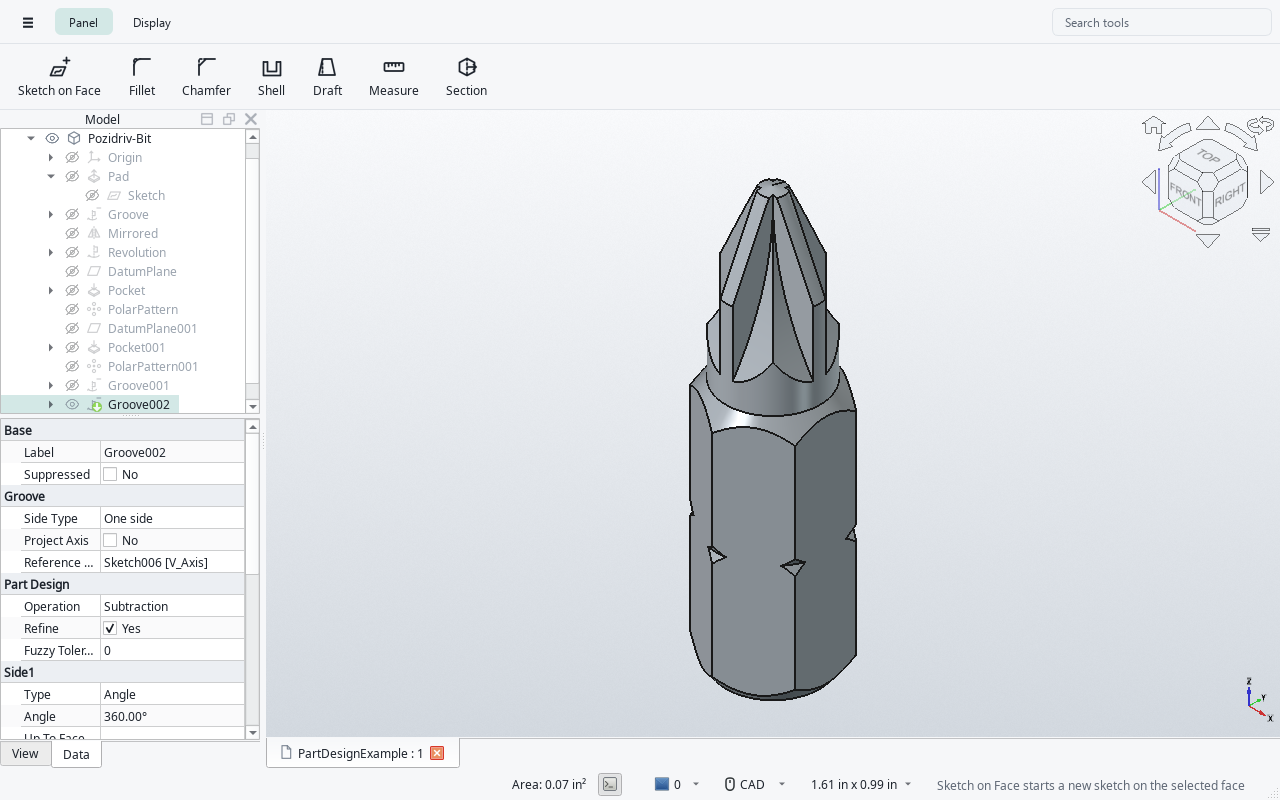 Panel
Display
Search tools
Sketch on Face
Fillet
Chamfer
Shell
Draft
Measure
Section
Model
Pozidriv-Bit
Origin
Pad
Sketch
Groove
Mirrored
Revolution
DatumPlane
Pocket
PolarPattern
DatumPlane001
Pocket001
PolarPattern001
Groove001
Groove002
TOP
FRONT
RIGHT
Base
Label Groove002
Suppressed No
Groove
Side Type One side
Project Axis No
Reference ... Sketch006 [V_Axis]
Part Design
Operation Subtraction
Refine Yes
Fuzzy Toler... 0
Side1
Type Angle
Angle 360.00°
Up To Face
Z
Y
X
View
Data
PartDesignExample : 1
Area: 0.07 in²
0
CAD
1.61 in x 0.99 in
Sketch on Face starts a new sketch on the selected face